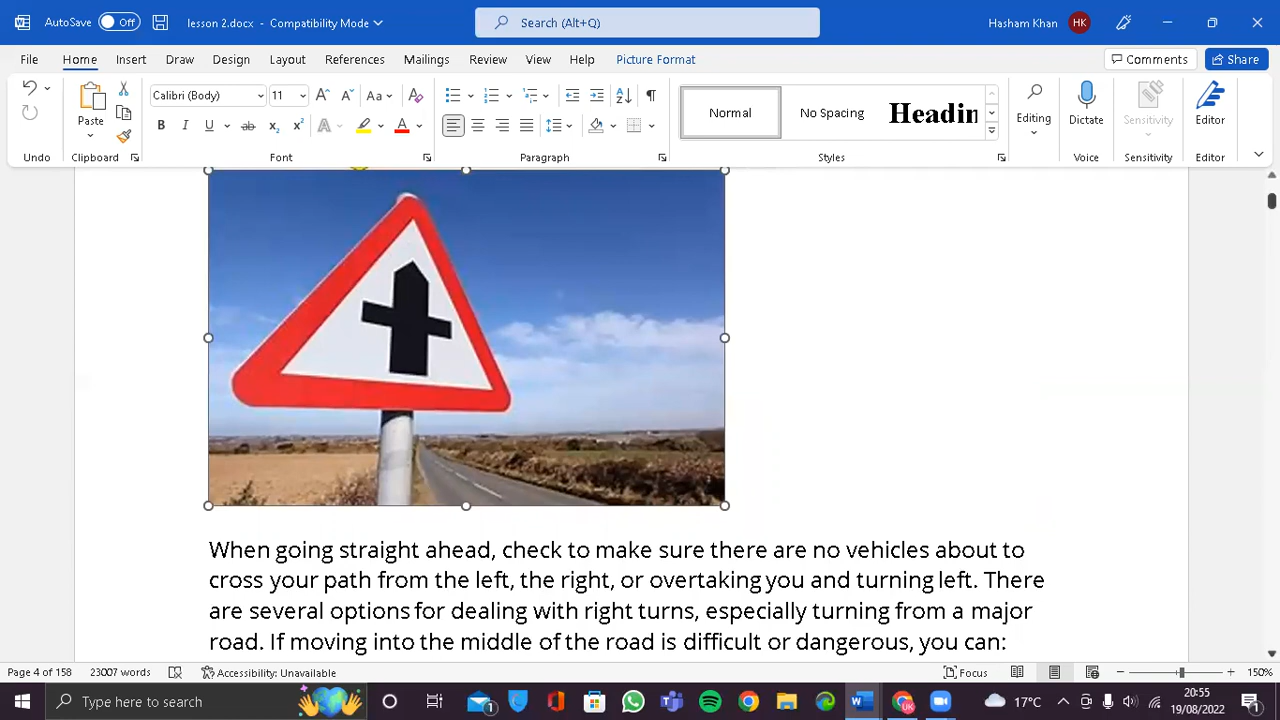 AutoSave Off lesson 2.docx - Compatibility Mode Search (Alt+Q) Hasham Khan HK
File Home Insert Draw Design Layout References Mailings Review View Help Picture Format Comments Share
Calibri (Body) 11 Aa Normal No Spacing Headin
Paste B I U ab x₂ x² A A Editing Dictate Sensitivity Editor
Undo Clipboard Font Paragraph Styles Voice Sensitivity Editor
When going straight ahead, check to make sure there are no vehicles about to
cross your path from the left, the right, or overtaking you and turning left. There
are several options for dealing with right turns, especially turning from a major
road. If moving into the middle of the road is difficult or dangerous, you can:
Page 4 of 158 23007 words Accessibility: Unavailable Focus 150%
Type here to search 1 17°C 20:55
19/08/2022 1